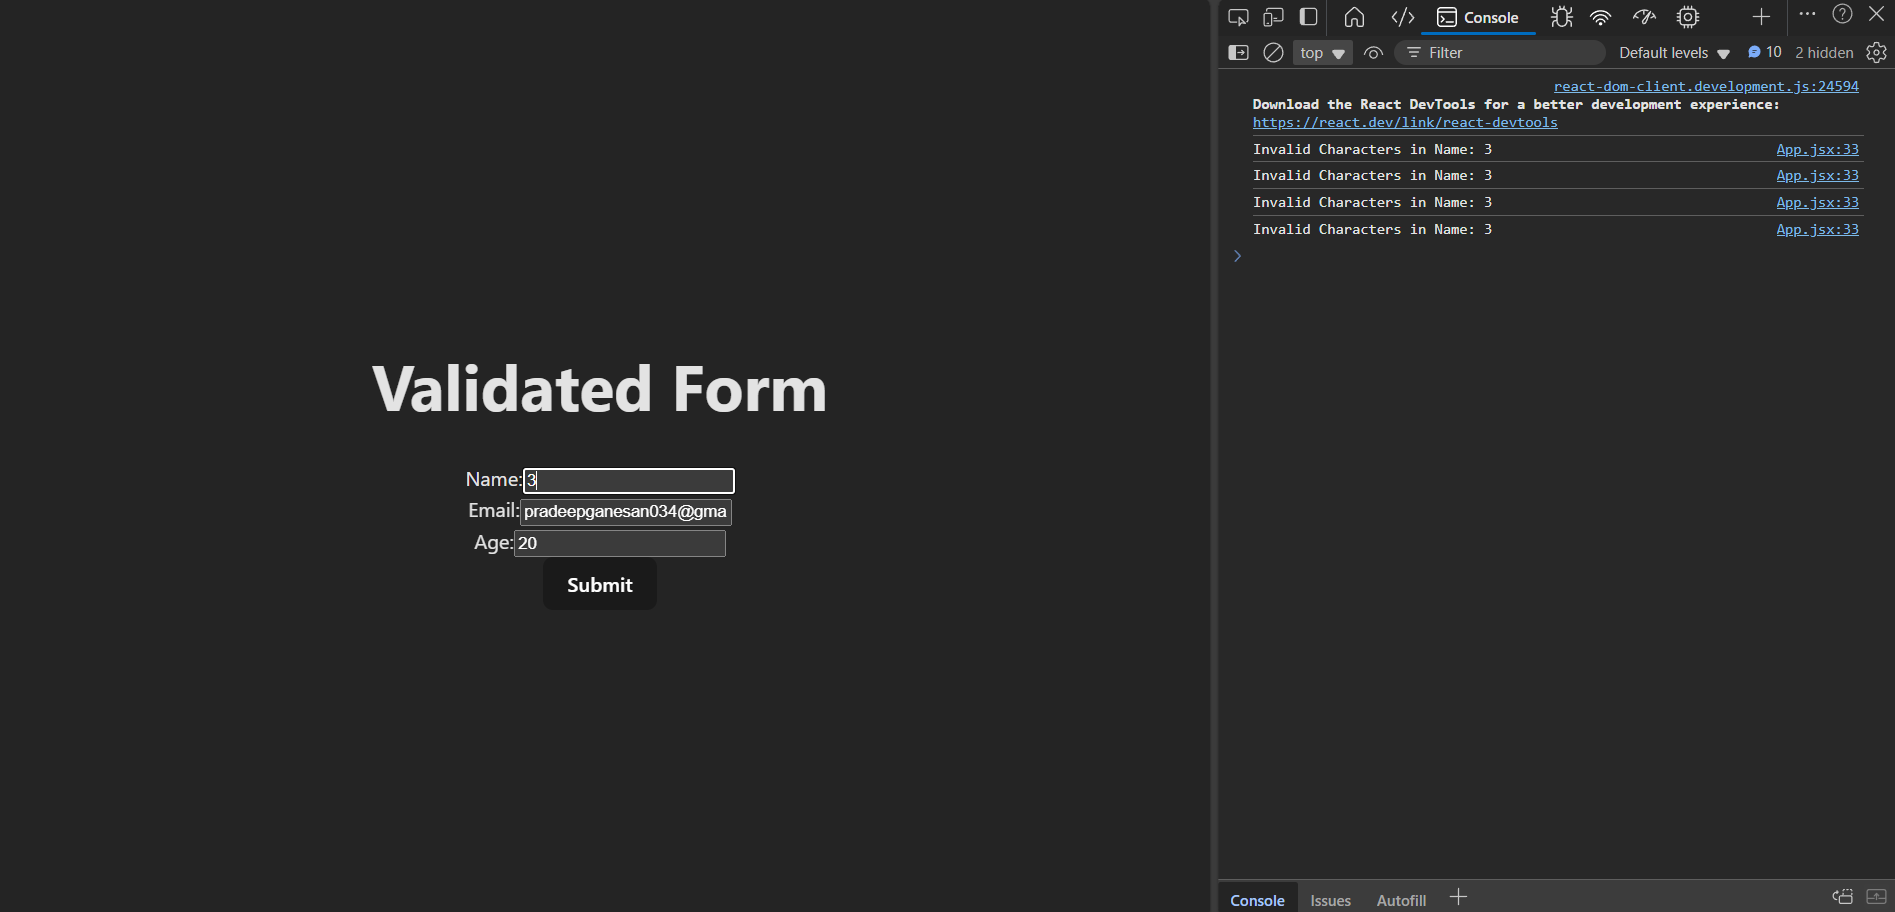 Validated Form
Name:3
Email:pradeepganesan034@gma
Age:20
Submit
Console
top
Filter
Default levels
10
2 hidden
react-dom-client.development.js:24594
Download the React DevTools for a better development experience:
https://react.dev/link/react-devtools
Invalid Characters in Name: 3 App.jsx:33
Invalid Characters in Name: 3 App.jsx:33
Invalid Characters in Name: 3 App.jsx:33
Invalid Characters in Name: 3 App.jsx:33
Console Issues Autofill